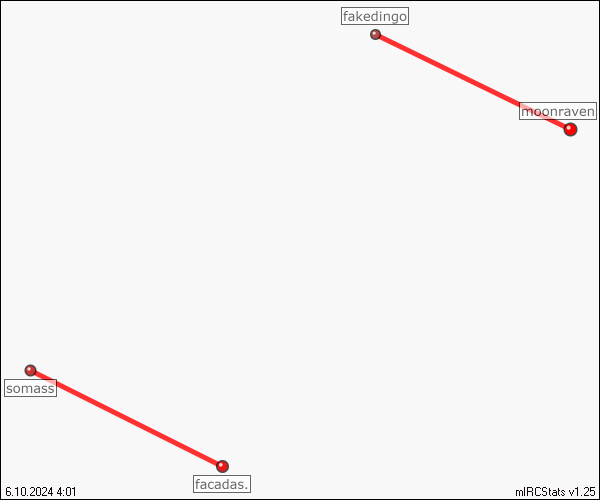 fakedingo
moonraven
somass
facadas.
6.10.2024 4:01
mIRCStats v1.25